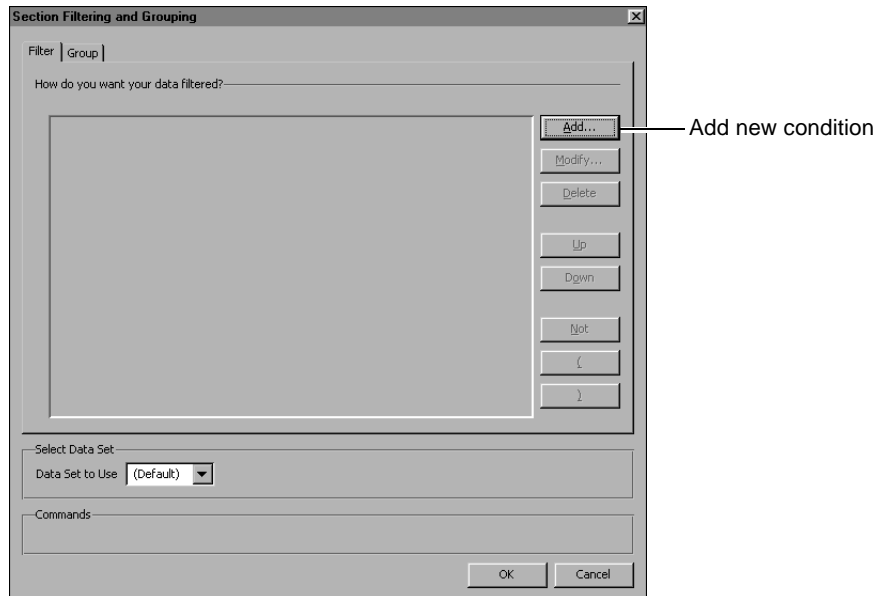 Section Filtering and Grouping
Filter
Group
How do you want your data filtered?
Add...
Add new condition
Modify...
Delete
Up
Down
Not
(
)
Select Data Set
Data Set to Use (Default)
Commands
OK
Cancel